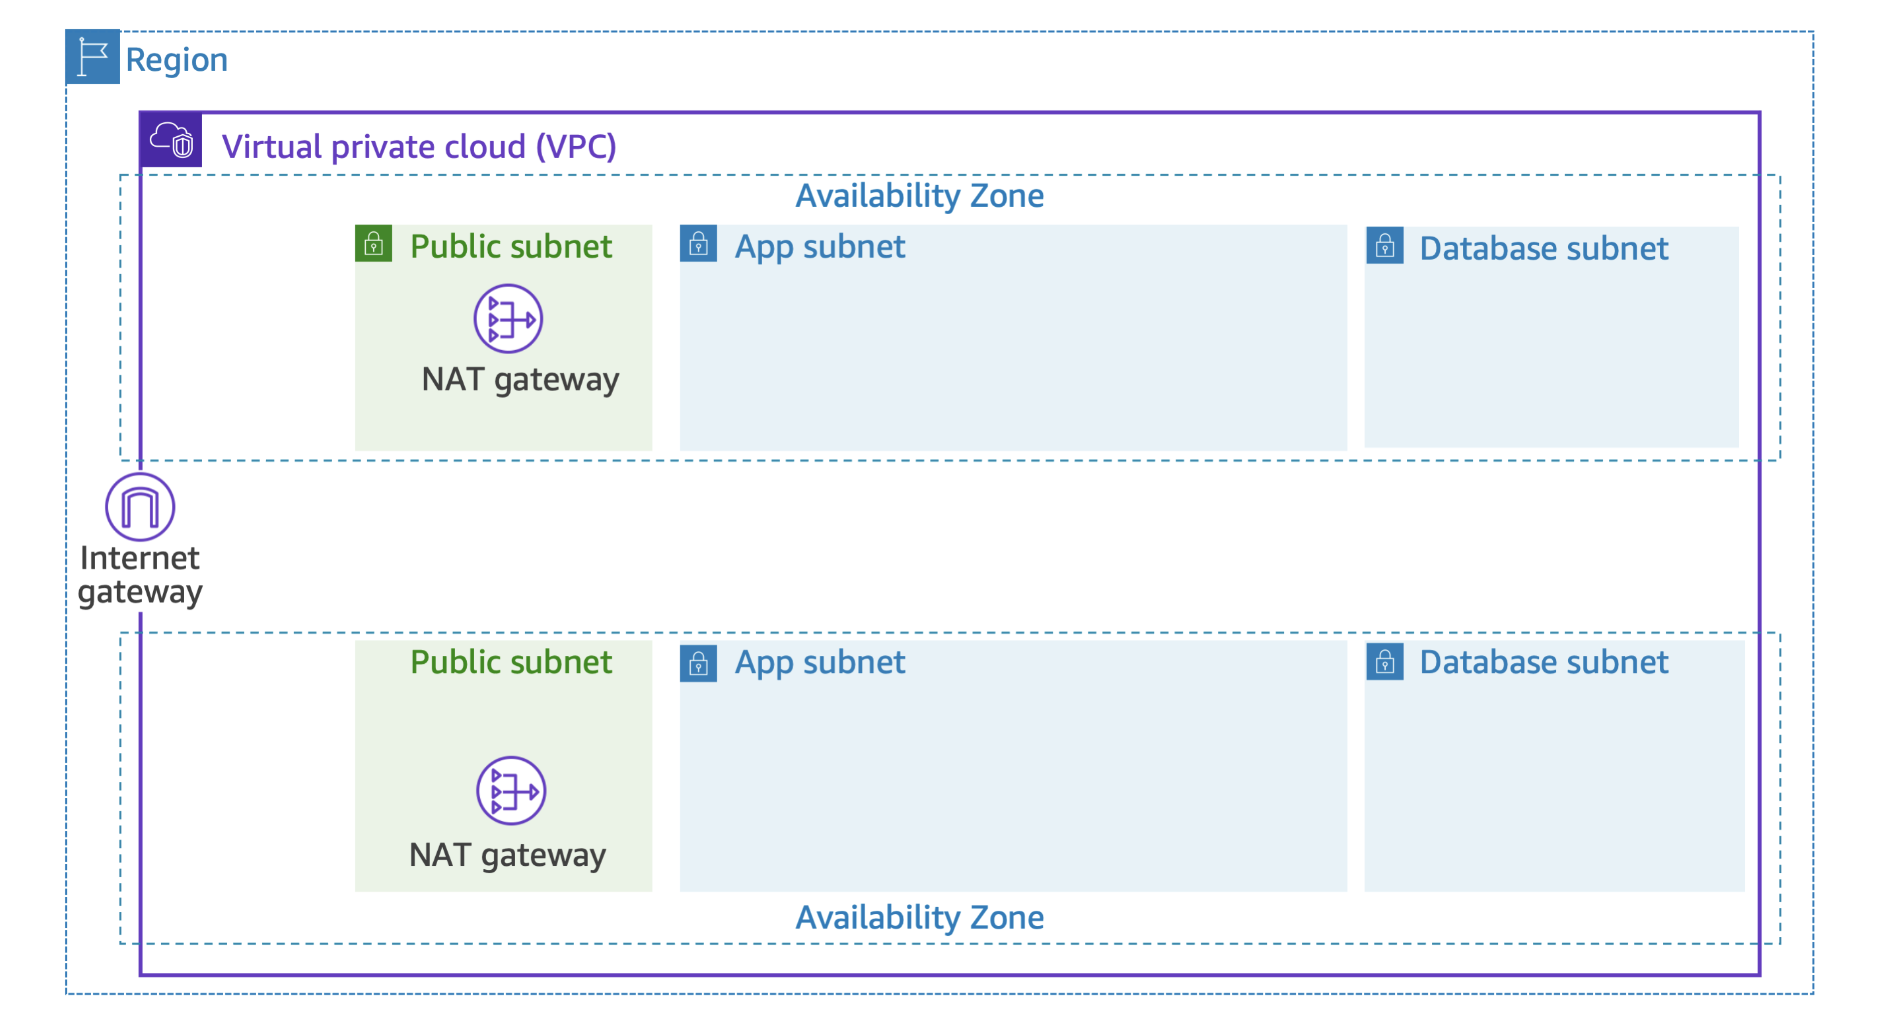 Region
Virtual private cloud (VPC)
Availability Zone
Public subnet
App subnet
Database subnet
NAT gateway
Internet
gateway
Public subnet
App subnet
Database subnet
NAT gateway
Availability Zone